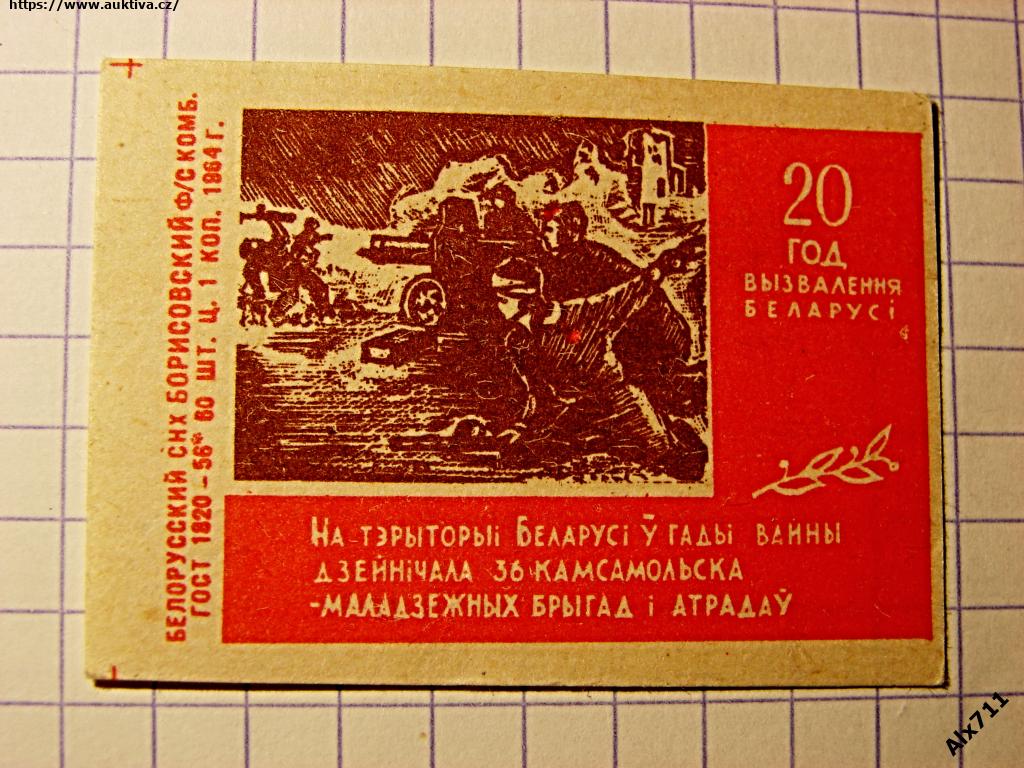 https://www.auktiva.cz/
БЕЛОРУССКИЙ СНХ БОРИСОВСКИЙ Ф/С КОМБ.
ГОСТ 1820-56* 60 ШТ. Ц. 1 КОП. 1964 Г.
20
ГОД
ВЫЗВАЛЕННЯ
БЕЛАРУСІ
НА ТЭРЫТОРЫІ БЕЛАРУСІ Ў ГАДЫ ВАЙНЫ
ДЗЕЙНІЧАЛА 36 КАМСАМОЛЬСКА
-МАЛАДЗЕЖНЫХ БРЫГАД І АТРАДАЎ
Alx711